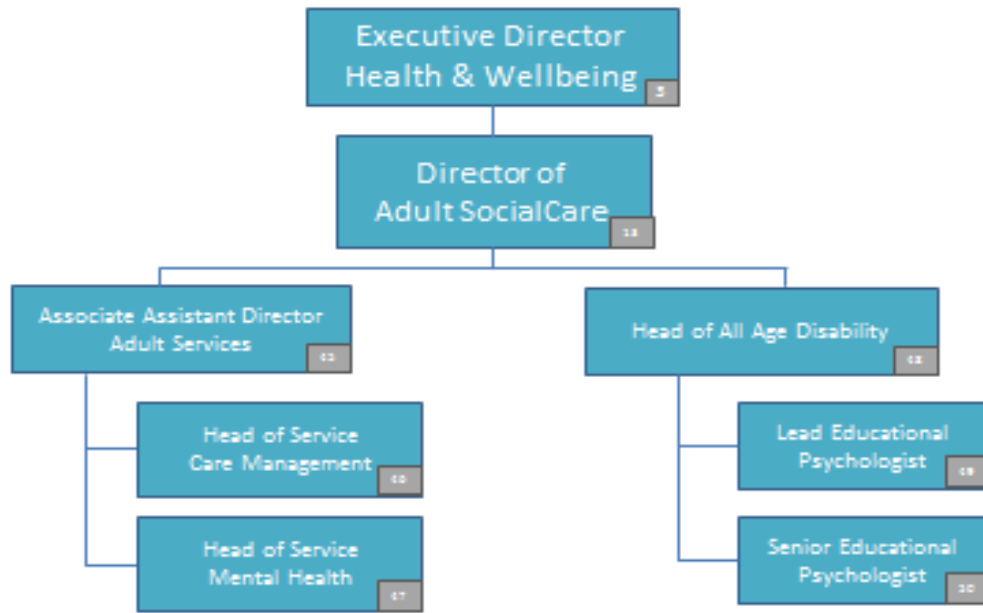 Executive Director
Health & Wellbeing
Director of
Adult SocialCare
Associate Assistant Director
Adult Services
Head of All Age Disability
Head of Service
Care Management
Lead Educational
Psychologist
Head of Service
Mental Health
Senior Educational
Psychologist